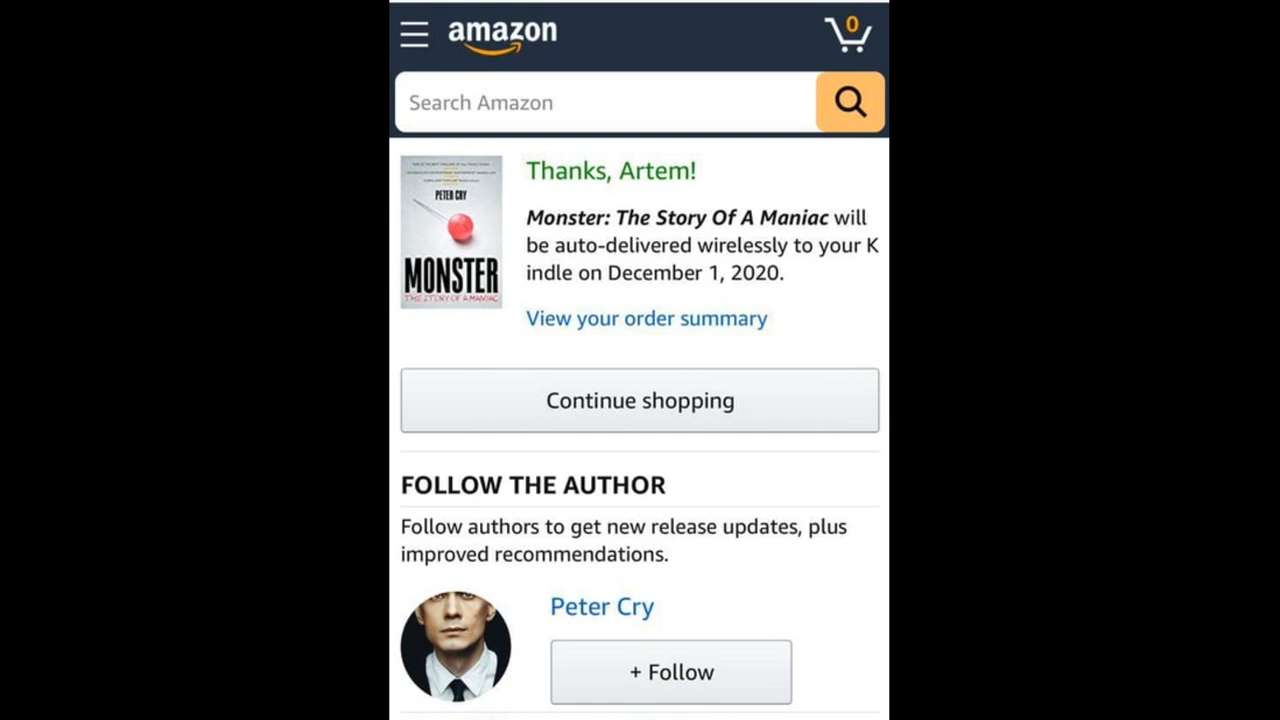 amazon
0
Search Amazon
Thanks, Artem!
PETER CRY
MONSTER
THE STORY OF A MANIAC
Monster: The Story Of A Maniac will
be auto-delivered wirelessly to your K
indle on December 1, 2020.
View your order summary
Continue shopping
FOLLOW THE AUTHOR
Follow authors to get new release updates, plus
improved recommendations.
Peter Cry
+ Follow